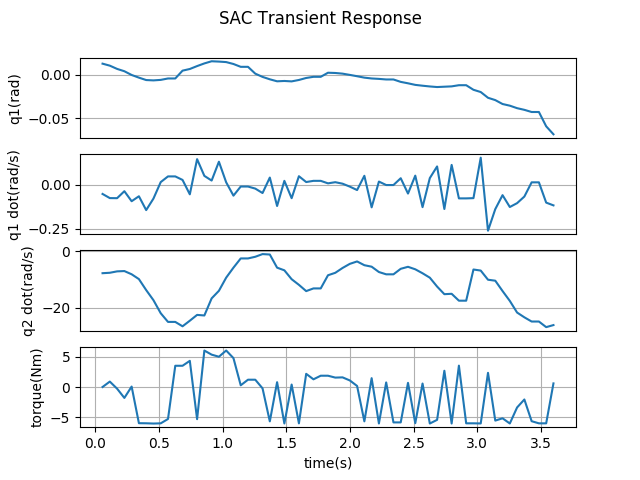 SAC Transient Response
q1(rad)
0.00
−0.05
q1 dot(rad/s)
0.00
−0.25
q2 dot(rad/s)
0
−20
torque(Nm)
5
0
−5
0.0 0.5 1.0 1.5 2.0 2.5 3.0 3.5
time(s)